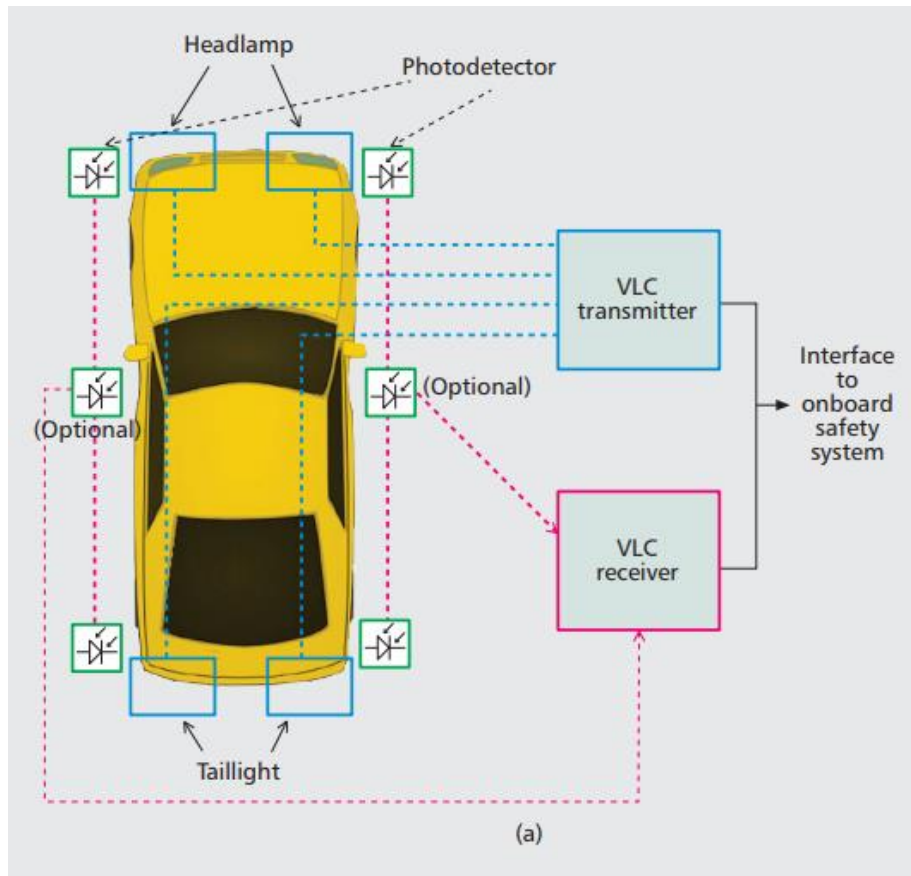 Headlamp
Photodetector
VLC
transmitter
Interface
to
onboard
safety
system
(Optional)
(Optional)
VLC
receiver
Taillight
(a)